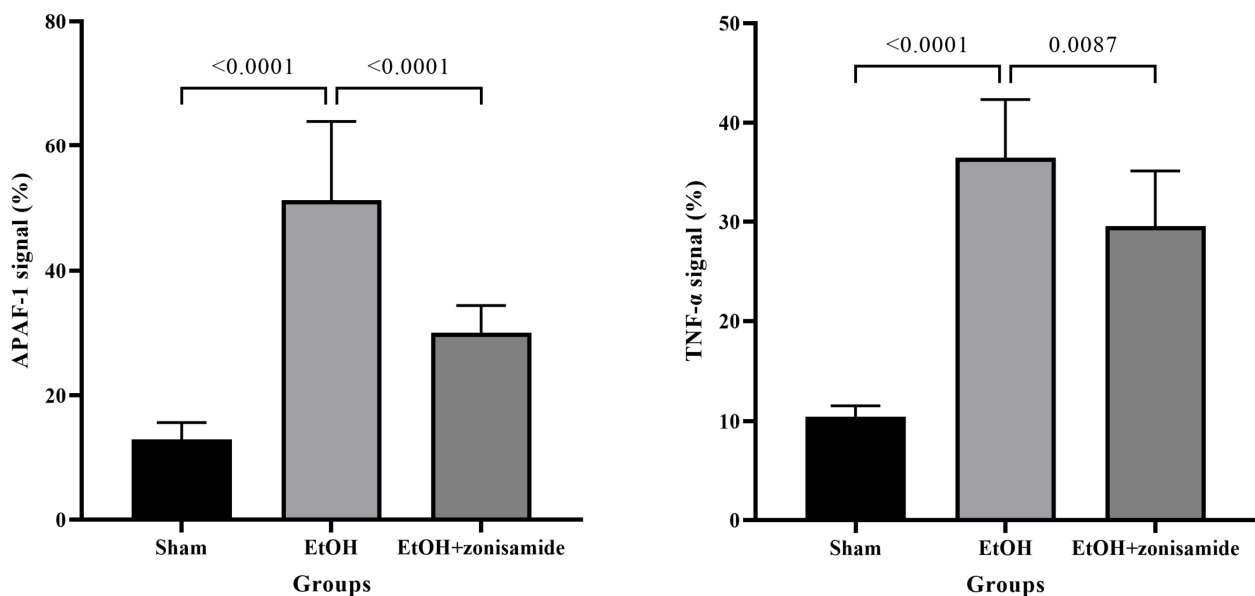 80
60
40
20
0
APAF-1 signal (%)
<0.0001
<0.0001
Sham
EtOH
EtOH+zonisamide
Groups
50
40
30
20
10
0
TNF-α signal (%)
<0.0001
0.0087
Sham
EtOH
EtOH+zonisamide
Groups